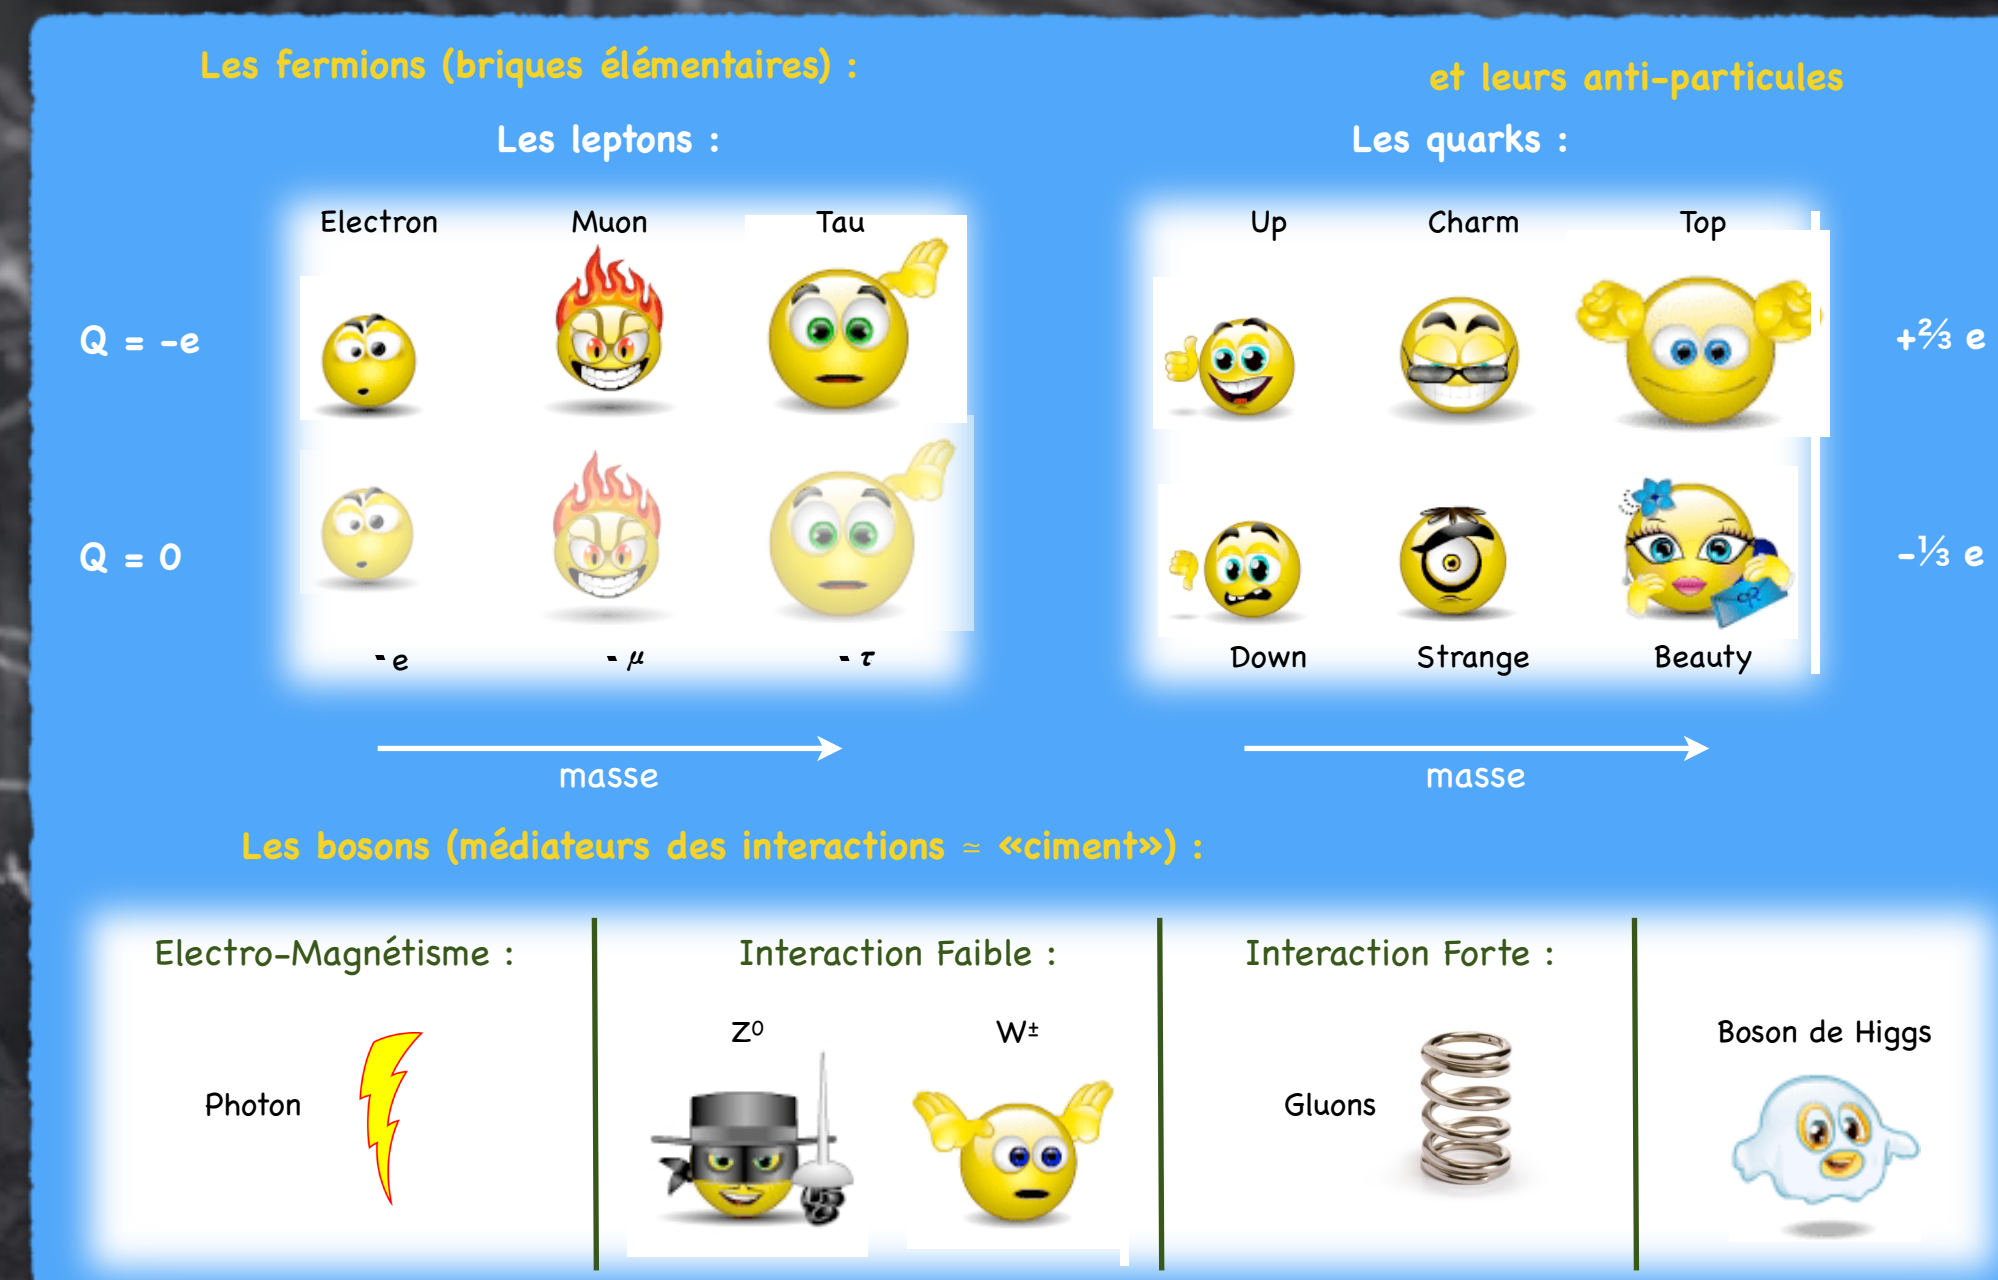 Les fermions (briques élémentaires) :
et leurs anti-particules
Les leptons :
Les quarks :
Electron Muon Tau
Up Charm Top
Q = -e
+⅔ e
Q = 0
-⅓ e
- e - μ - τ
Down Strange Beauty
masse
masse
Les bosons (médiateurs des interactions ≃ «ciment») :
Electro-Magnétisme :
Interaction Faible :
Interaction Forte :
Z⁰
W±
Boson de Higgs
Photon
Gluons